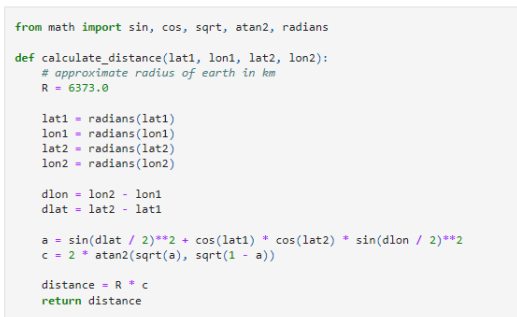 from math import sin, cos, sqrt, atan2, radians
def calculate_distance(lat1, lon1, lat2, lon2):
    # approximate radius of earth in km
    R = 6373.0
    lat1 = radians(lat1)
    lon1 = radians(lon1)
    lat2 = radians(lat2)
    lon2 = radians(lon2)
    dlon = lon2 - lon1
    dlat = lat2 - lat1
    a = sin(dlat / 2)**2 + cos(lat1) * cos(lat2) * sin(dlon / 2)**2
    c = 2 * atan2(sqrt(a), sqrt(1 - a))
    distance = R * c
    return distance